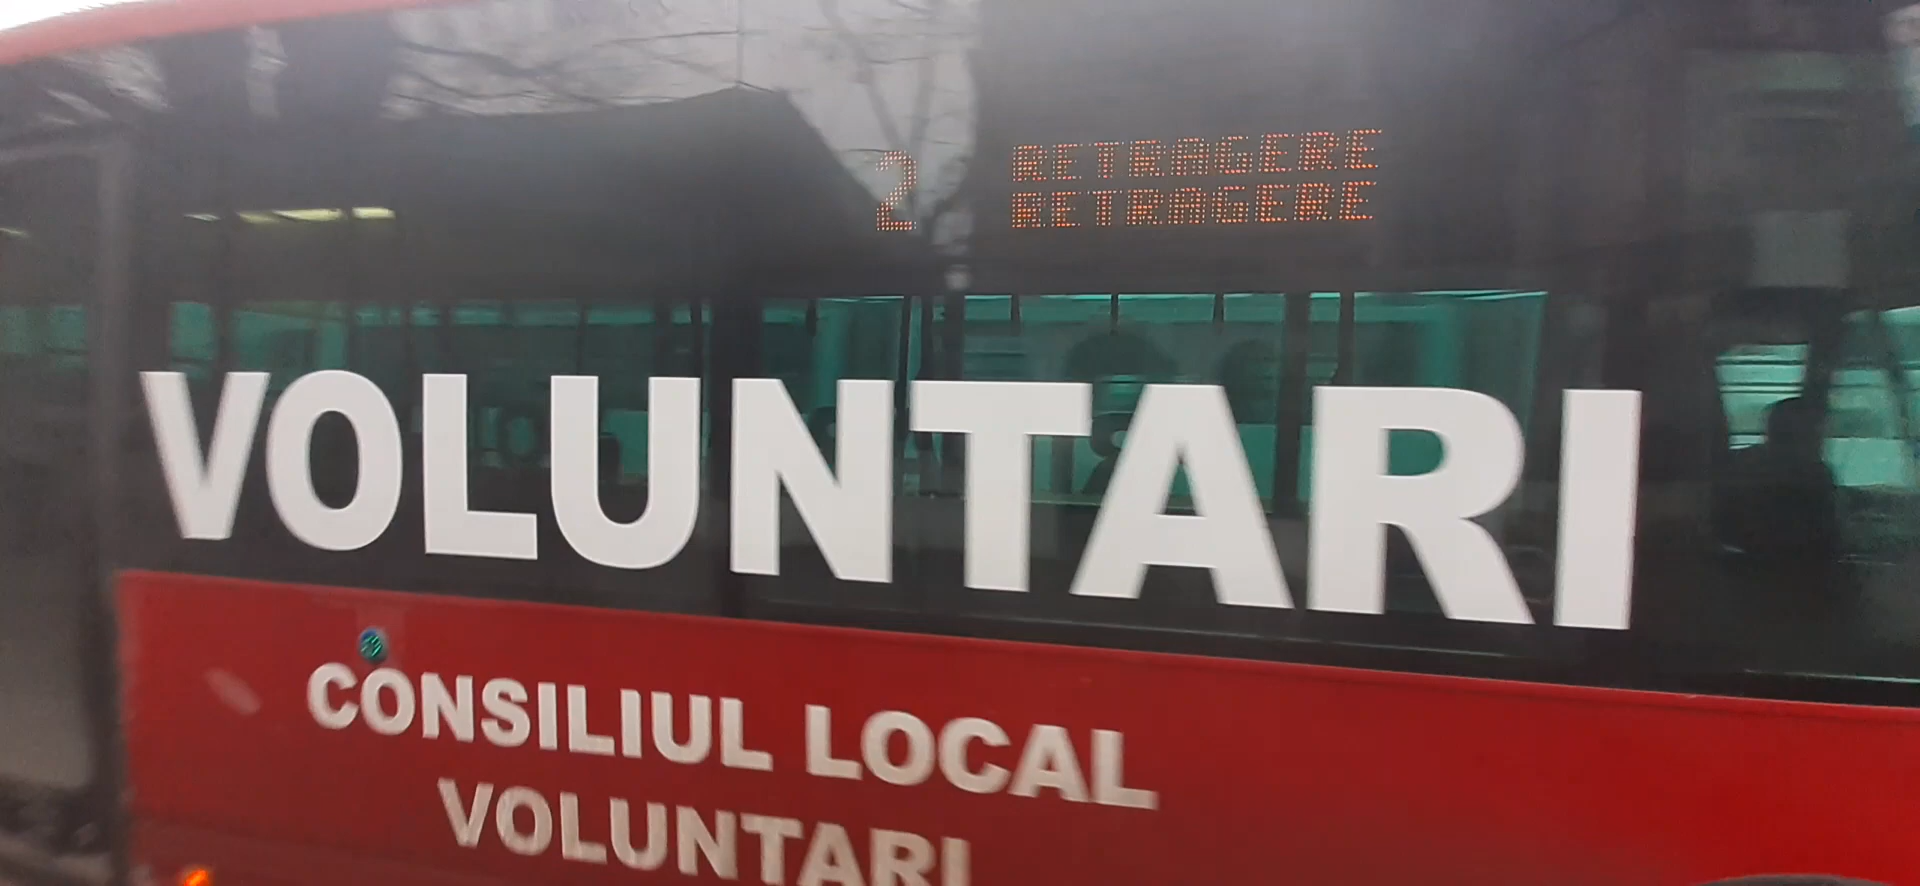 2 RETRAGERE
RETRAGERE
VOLUNTARI
CONSILIUL LOCAL
VOLUNTARI